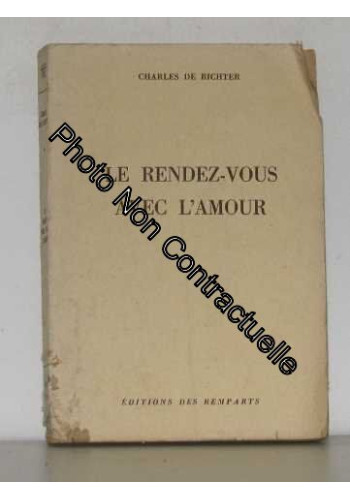 CHARLES DE RICHTER
LE RENDEZ-VOUS
AVEC L'AMOUR
Photo Non Contractuelle
ÉDITIONS DES REMPARTS